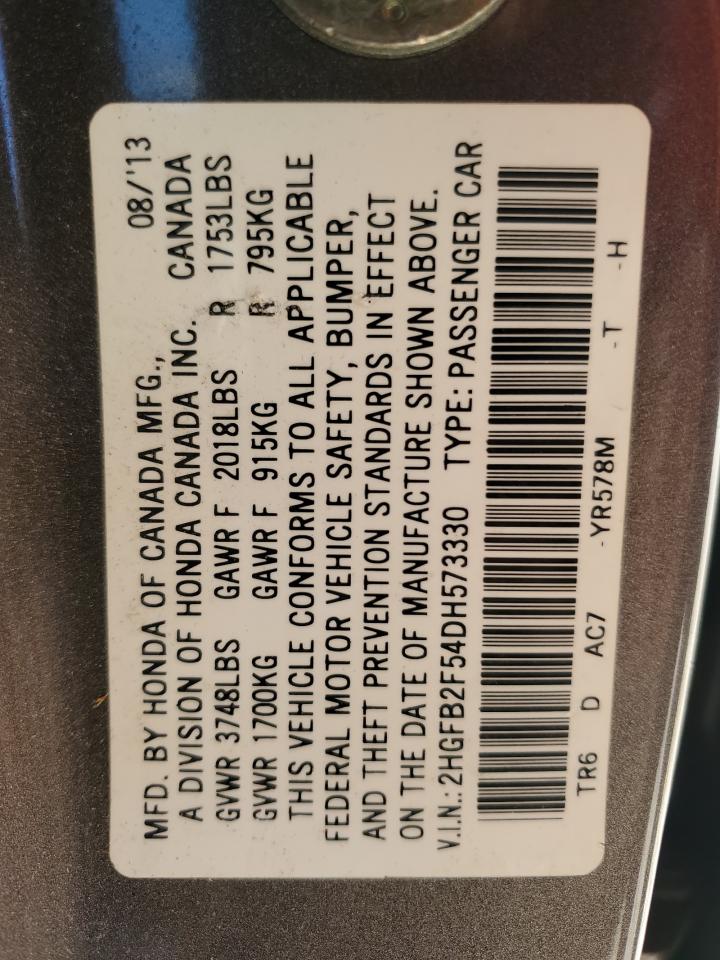 MFD. BY HONDA OF CANADA MFG., 08/'13
A DIVISION OF HONDA CANADA INC. CANADA
GVWR 3748LBS GAWR F 2018LBS R 1753LBS
GVWR 1700KG GAWR F 915KG R 795KG
THIS VEHICLE CONFORMS TO ALL APPLICABLE
FEDERAL MOTOR VEHICLE SAFETY, BUMPER,
AND THEFT PREVENTION STANDARDS IN EFFECT
ON THE DATE OF MANUFACTURE SHOWN ABOVE.
V.I.N.: 2HGFB2F54DH573330 TYPE: PASSENGER CAR
TR6 D AC7 -YR578M -T -H